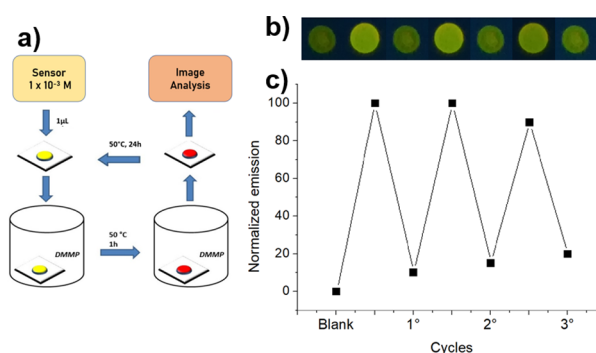 a)
Sensor
1 x 10⁻³ M
Image
Analysis
1µL
50°C, 24h
50 °C
1h
DMMP
DMMP
b)
c)
Normalized emission
100
80
60
40
20
0
Blank
1°
2°
3°
Cycles